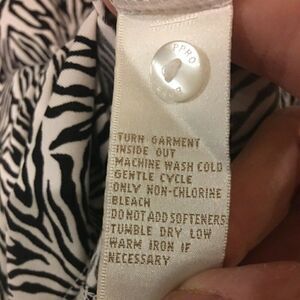 TURN GARMENT
INSIDE OUT
MACHINE WASH COLD
GENTLE CYCLE
ONLY NON-CHLORINE
BLEACH
DO NOT ADD SOFTENERS
TUMBLE DRY LOW
WARM IRON IF
NECESSARY